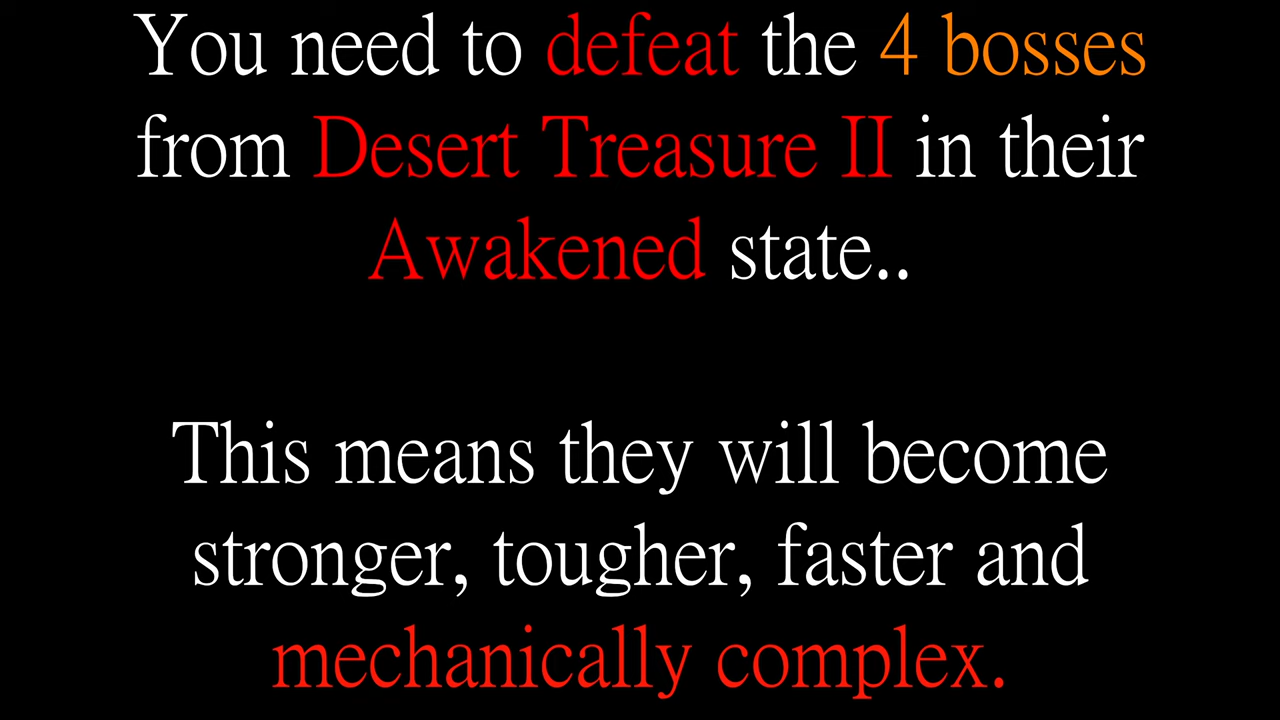 You need to defeat the 4 bosses
from Desert Treasure II in their
Awakened state..
This means they will become
stronger, tougher, faster and
mechanically complex.